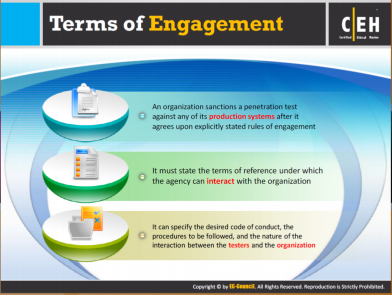 Terms of Engagement
CEH
Certified Ethical Hacker
An organization sanctions a penetration test
against any of its production systems after it
agrees upon explicitly stated rules of engagement
It must state the terms of reference under which
the agency can interact with the organization
It can specify the desired code of conduct, the
procedures to be followed, and the nature of the
interaction between the testers and the organization
Copyright © by EC-Council. All Rights Reserved. Reproduction is Strictly Prohibited.